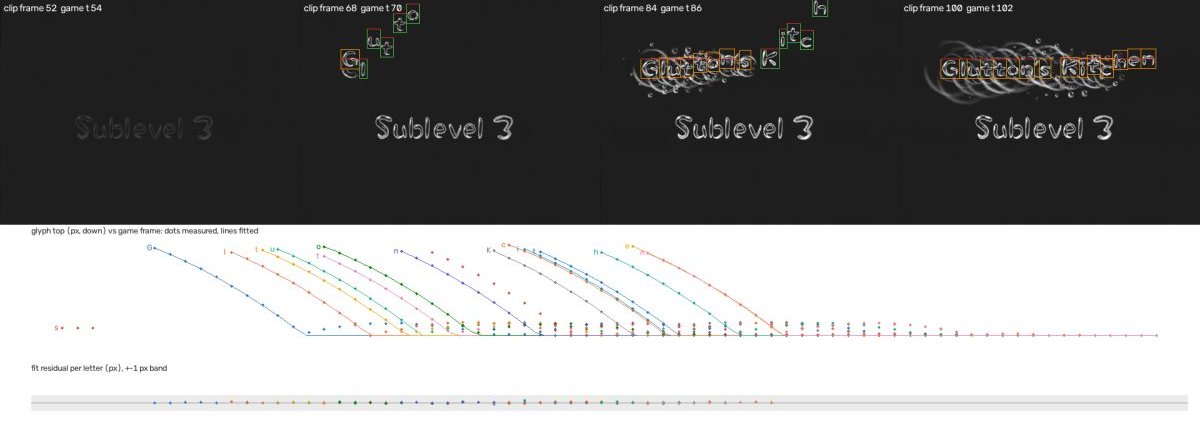 clip frame 52 game t 54
clip frame 68 game t 70
clip frame 84 game t 86
clip frame 100 game t 102
G l u t t o
Glutton's K i t c h
Glutton's Kitchen
Sublevel 3
Sublevel 3
Sublevel 3
Sublevel 3
glyph top (px, down) vs game frame: dots measured, lines fitted
G l t u o t n K c i t h e n
s
fit residual per letter (px), +-1 px band